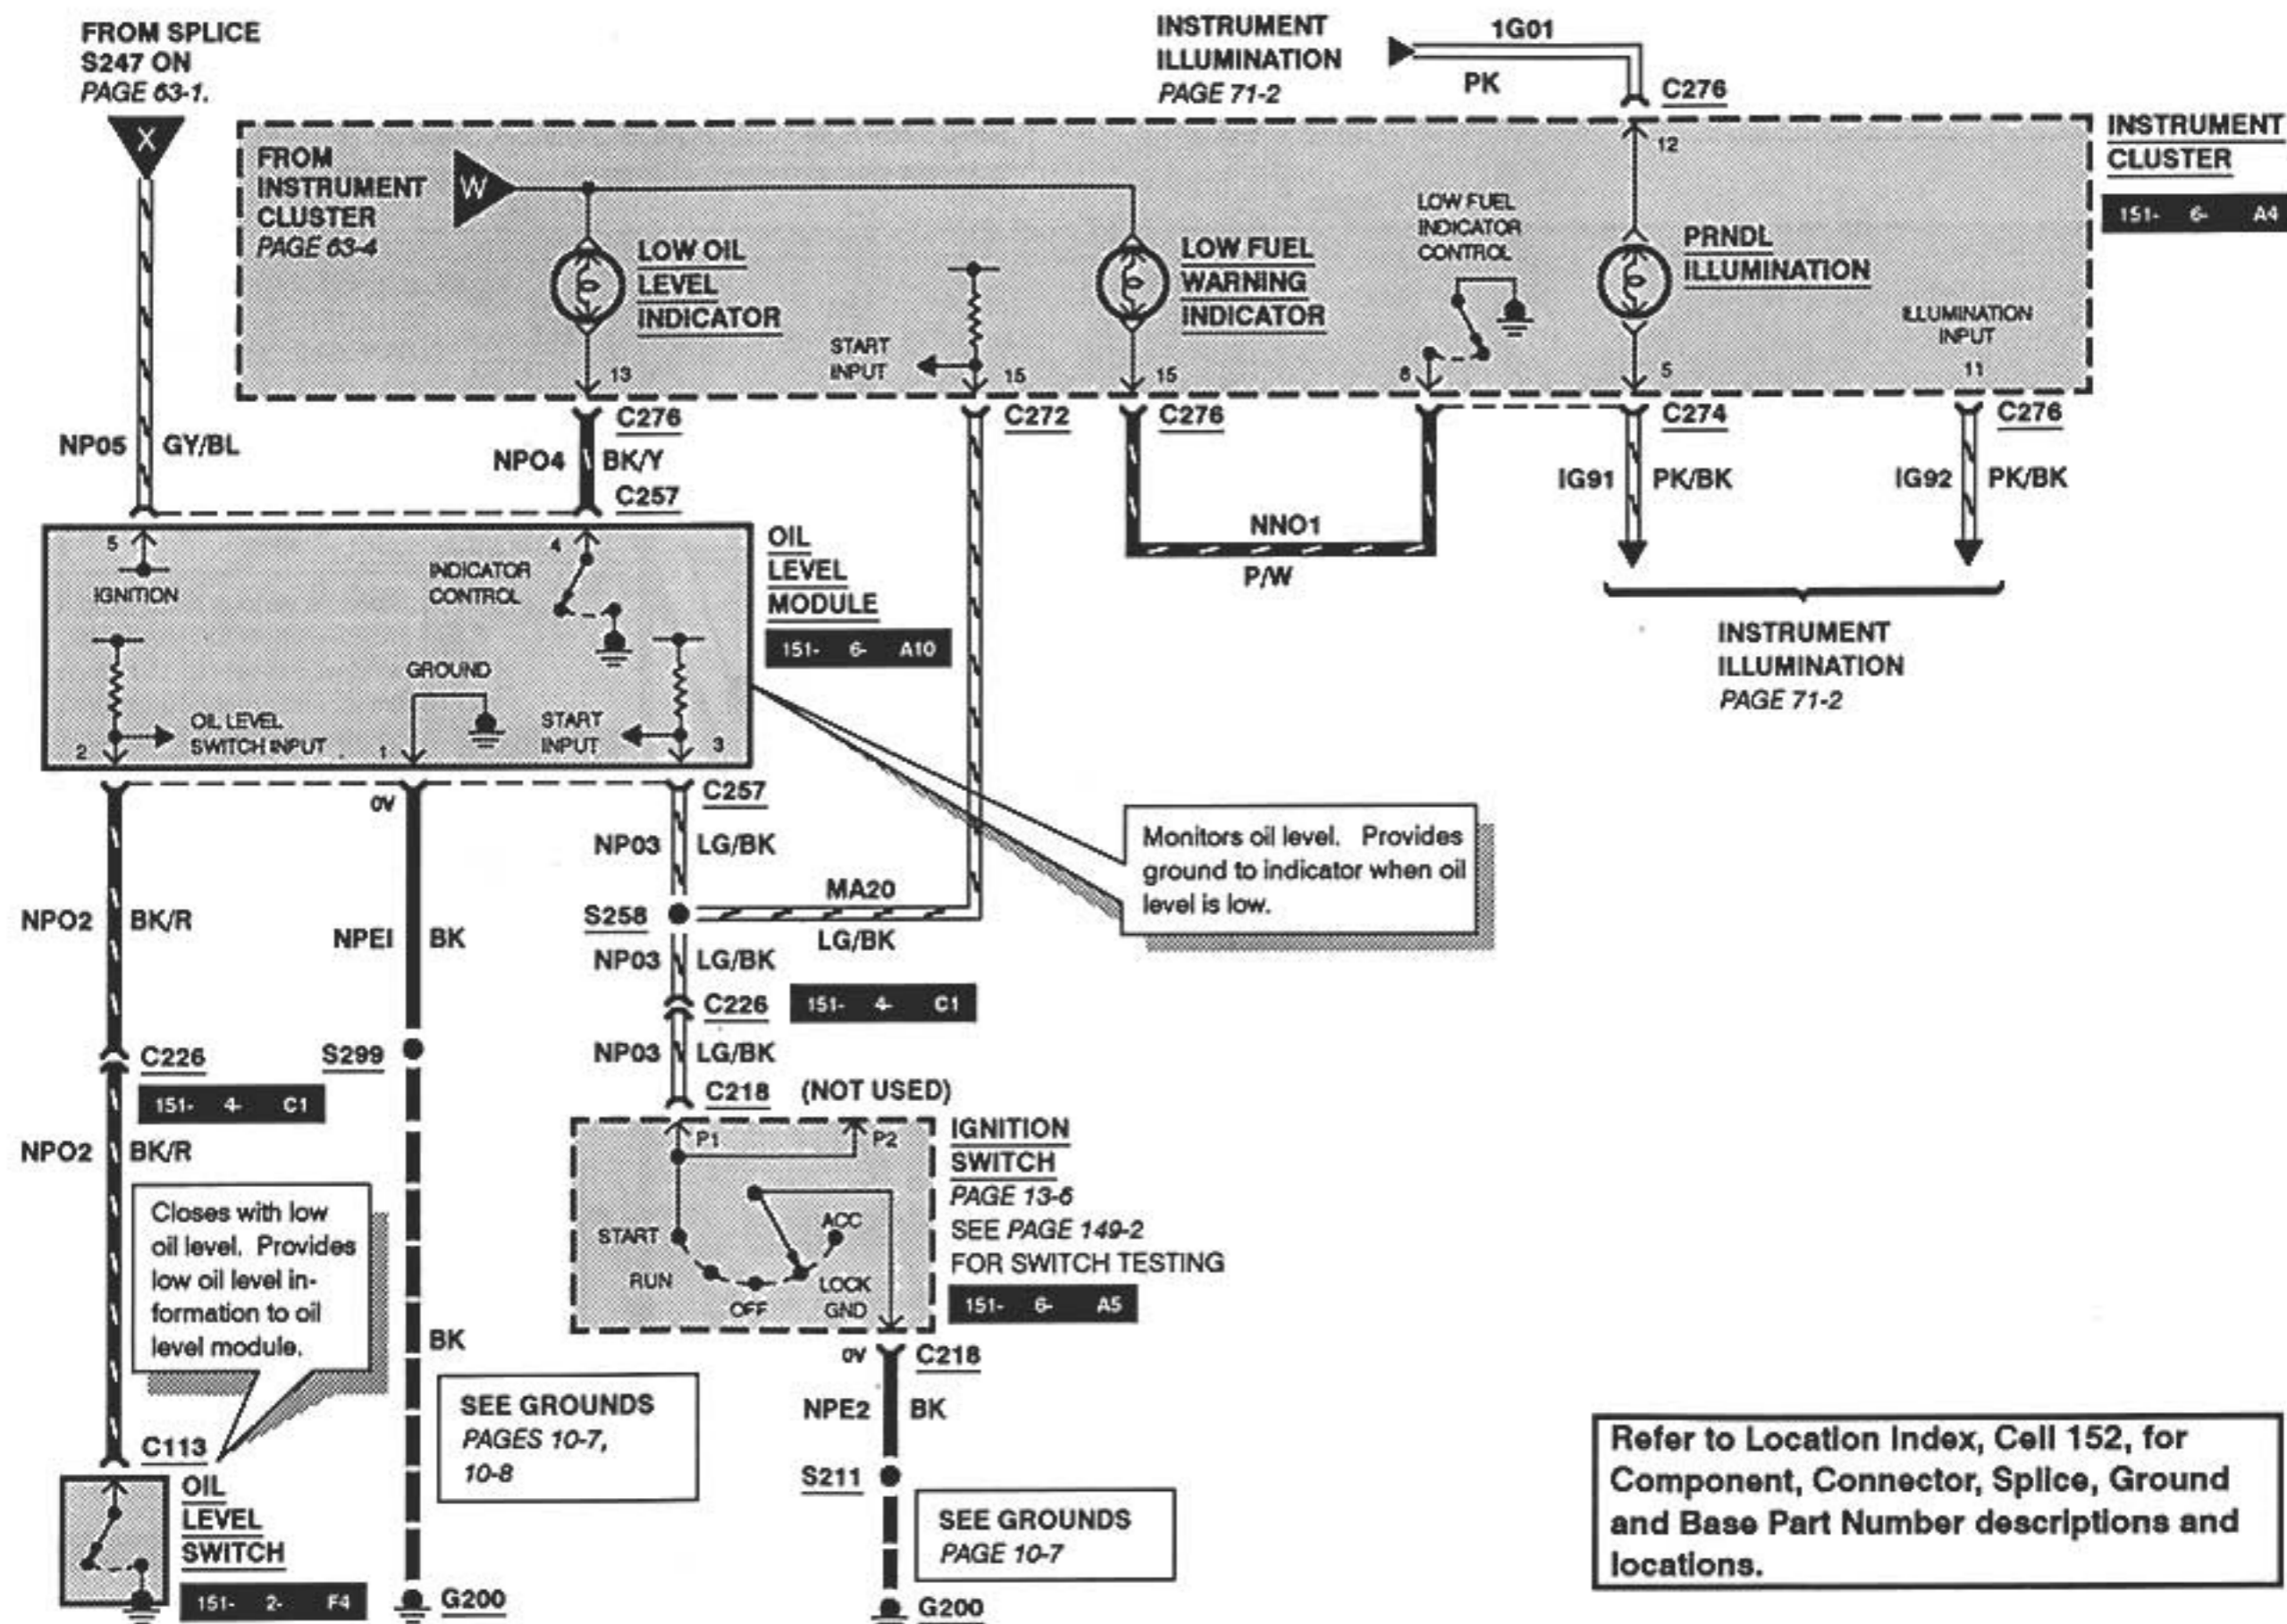 FROM SPLICE
S247 ON
PAGE 63-1.
X
INSTRUMENT
ILLUMINATION
PAGE 71-2
1G01
PK
C276
INSTRUMENT
CLUSTER
151- 6- A4
FROM
INSTRUMENT
CLUSTER
PAGE 63-4
W
LOW OIL
LEVEL
INDICATOR
13
START
INPUT
15
LOW FUEL
WARNING
INDICATOR
15
LOW FUEL
INDICATOR
CONTROL
6
12
PRNDL
ILLUMINATION
5
ILLUMINATION
INPUT
11
C276
C272
C276
C274
C276
NP05
GY/BL
NPO4
BK/Y
C257
NNO1
P/W
IG91
PK/BK
IG92
PK/BK
INSTRUMENT
ILLUMINATION
PAGE 71-2
5
IGNITION
4
INDICATOR
CONTROL
OIL
LEVEL
MODULE
151- 6- A10
2
OIL LEVEL
SWITCH INPUT
GROUND
1
START
INPUT
3
0V
C257
NP03
LG/BK
Monitors oil level. Provides
ground to indicator when oil
level is low.
MA20
LG/BK
S258
NPO2
BK/R
NPEI
BK
NP03
LG/BK
C226
151- 4- C1
NP03
LG/BK
C226
151- 4- C1
S299
C218
(NOT USED)
NPO2
BK/R
P1
P2
START
RUN
OFF
LOCK
ACC
GND
IGNITION
SWITCH
PAGE 13-6
SEE PAGE 149-2
FOR SWITCH TESTING
151- 6- A5
Closes with low
oil level. Provides
low oil level in-
formation to oil
level module.
BK
0V
C218
SEE GROUNDS
PAGES 10-7,
10-8
NPE2
BK
C113
OIL
LEVEL
SWITCH
151- 2- F4
G200
S211
SEE GROUNDS
PAGE 10-7
G200
Refer to Location Index, Cell 152, for
Component, Connector, Splice, Ground
and Base Part Number descriptions and
locations.